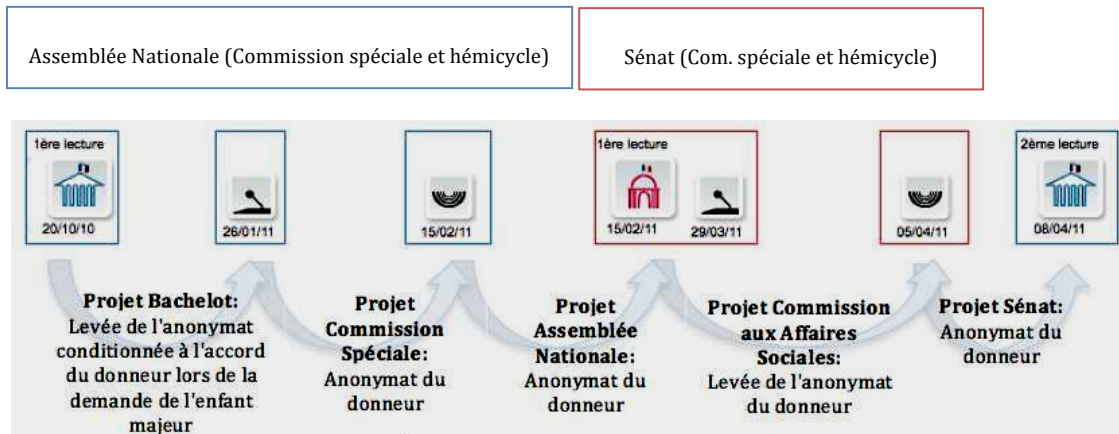 Assemblée Nationale (Commission spéciale et hémicycle)
Sénat (Com. spéciale et hémicycle)
1ère lecture
20/10/10
26/01/11
15/02/11
1ère lecture
15/02/11
29/03/11
05/04/11
2ème lecture
08/04/11
Projet Bachelot:
Levée de l'anonymat
conditionnée à l'accord
du donneur lors de la
demande de l'enfant
majeur
Projet
Commission
Spéciale:
Anonymat du
donneur
Projet
Assemblée
Nationale:
Anonymat du
donneur
Projet Commission
aux Affaires
Sociales:
Levée de l'anonymat
du donneur
Projet Sénat:
Anonymat du
donneur